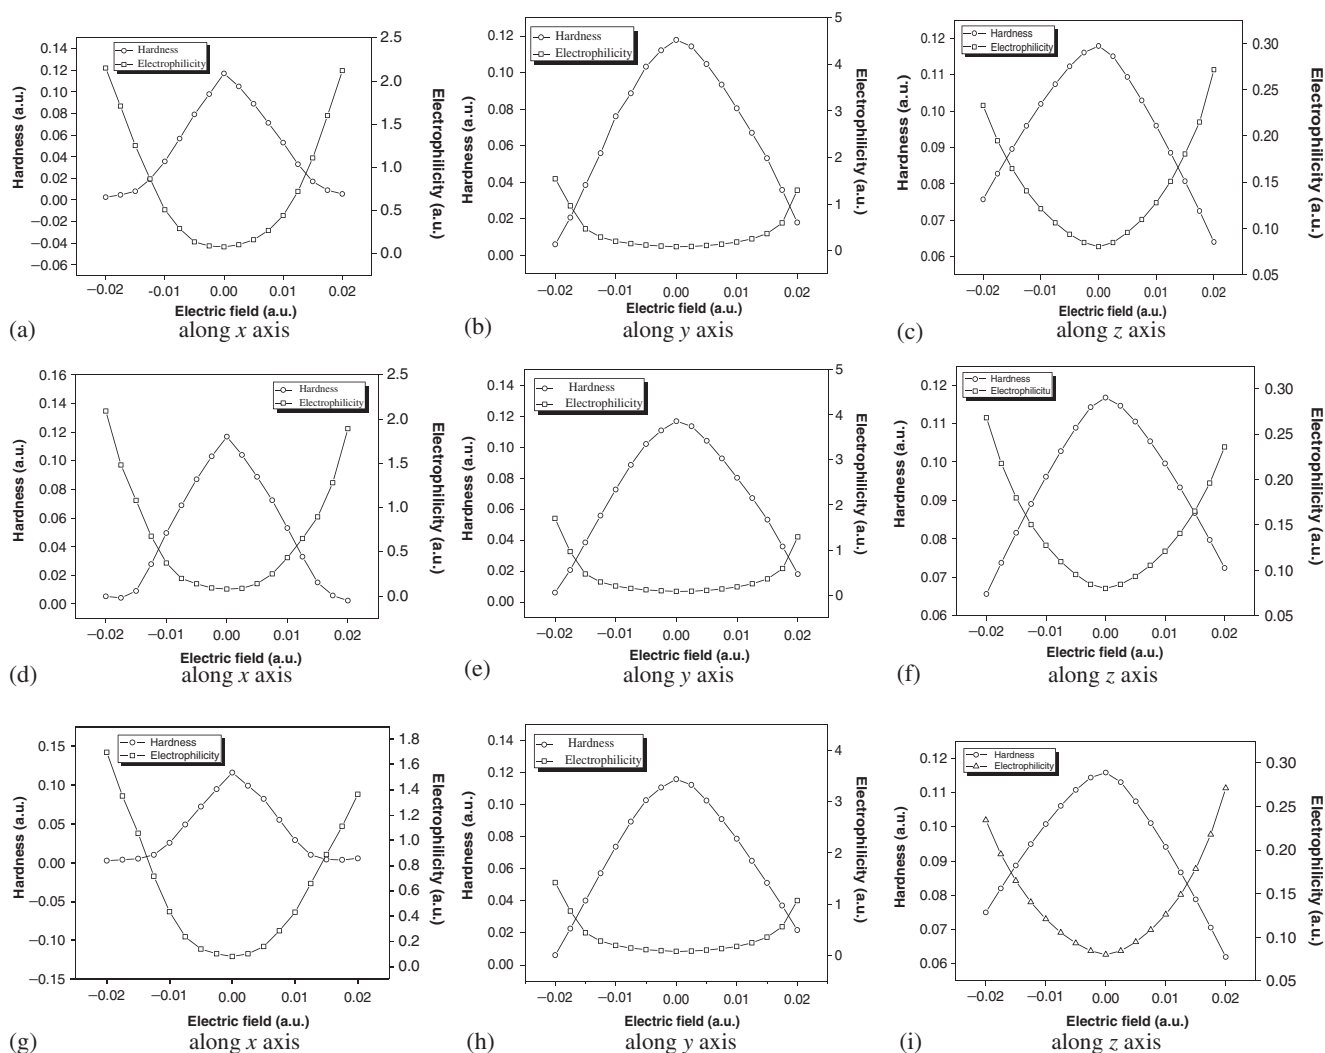 Hardness
Electrophilicity
0.14
0.12
0.10
0.08
0.06
0.04
0.02
0.00
−0.02
−0.04
−0.06
Hardness (a.u.)
2.5
2.0
1.5
1.0
0.5
0.0
Electrophilicity (a.u.)
−0.02
-0.01
0.00
0.01
0.02
Electric field (a.u.)
(a)
along x axis
Hardness
Electrophilicity
0.12
0.10
0.08
0.06
0.04
0.02
0.00
Hardness (a.u.)
5
4
3
2
1
0
Electrophilicity (a.u.)
−0.02
−0.01
0.00
0.01
0.02
Electric field (a.u.)
(b)
along y axis
Hardness
Electrophilicity
0.12
0.11
0.10
0.09
0.08
0.07
0.06
Hardness (a.u.)
0.30
0.25
0.20
0.15
0.10
0.05
Electrophilicity (a.u.)
−0.02
−0.01
0.00
0.01
0.02
Electric field (a.u.)
(c)
along z axis
Hardness
Electrophilicity
0.16
0.14
0.12
0.10
0.08
0.06
0.04
0.02
0.00
Hardness (a.u.)
2.5
2.0
1.5
1.0
0.5
0.0
Electrophilicity (a.u.)
−0.02
−0.01
0.00
0.01
0.02
Electric field (a.u.)
(d)
along x axis
Hardness
Electrophilicity
0.14
0.12
0.10
0.08
0.06
0.04
0.02
0.00
Hardness (a.u.)
5
4
3
2
1
0
Electrophilicity (a.u.)
−0.02
−0.01
0.00
0.01
0.02
Electric field (a.u.)
(e)
along y axis
Hardness
Electrophilicitu
0.12
0.11
0.10
0.09
0.08
0.07
0.06
Hardness (a.u.)
0.30
0.25
0.20
0.15
0.10
0.05
Electrophilicity (a.u.)
−0.02
−0.01
0.00
0.01
0.02
Electric field (a.u.)
(f)
along z axis
Hardness
Electrophilicity
0.15
0.10
0.05
0.00
−0.05
−0.10
−0.15
Hardness (a.u.)
1.8
1.6
1.4
1.2
1.0
0.8
0.6
0.4
0.2
0.0
Electrophilicity (a.u.)
−0.02
−0.01
0.00
0.01
0.02
Electric field (a.u.)
(g)
along x axis
Hardness
Electrophilicity
0.14
0.12
0.10
0.08
0.06
0.04
0.02
0.00
Hardness (a.u.)
4
3
2
1
0
Electrophilicity (a.u.)
−0.02
−0.01
0.00
0.01
0.02
Electric field (a.u.)
(h)
along y axis
Hardness
Electrophilicity
0.12
0.11
0.10
0.09
0.08
0.07
0.06
Hardness (a.u.)
0.30
0.25
0.20
0.15
0.10
0.05
Electrophilicity (a.u.)
−0.02
−0.01
0.00
0.01
0.02
Electric field (a.u.)
(i)
along z axis